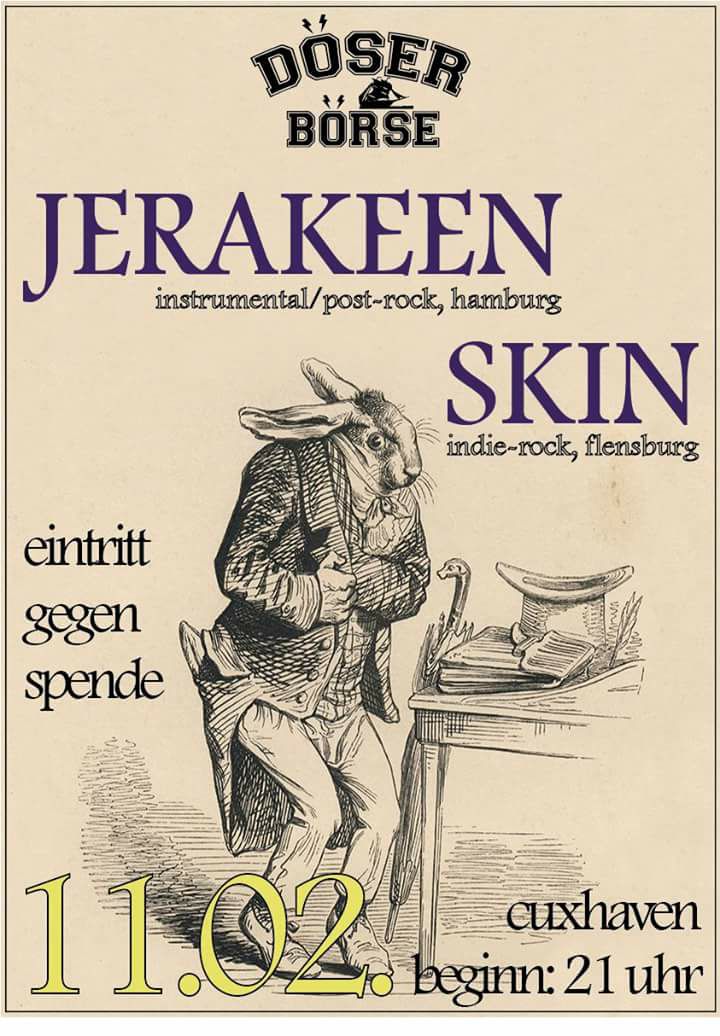 DÖSER
BÖRSE
JERAKEEN
instrumental/post-rock, hamburg
SKIN
indie-rock, flensburg
eintritt
gegen
spende
11.02.
cuxhaven
beginn: 21 uhr